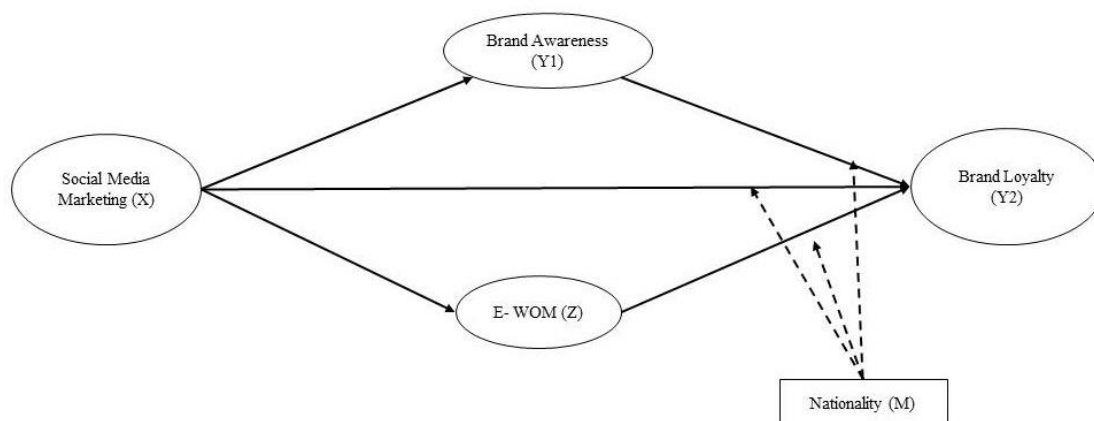 Brand Awareness
(Y1)
Social Media
Marketing (X)
Brand Loyalty
(Y2)
E- WOM (Z)
Nationality (M)